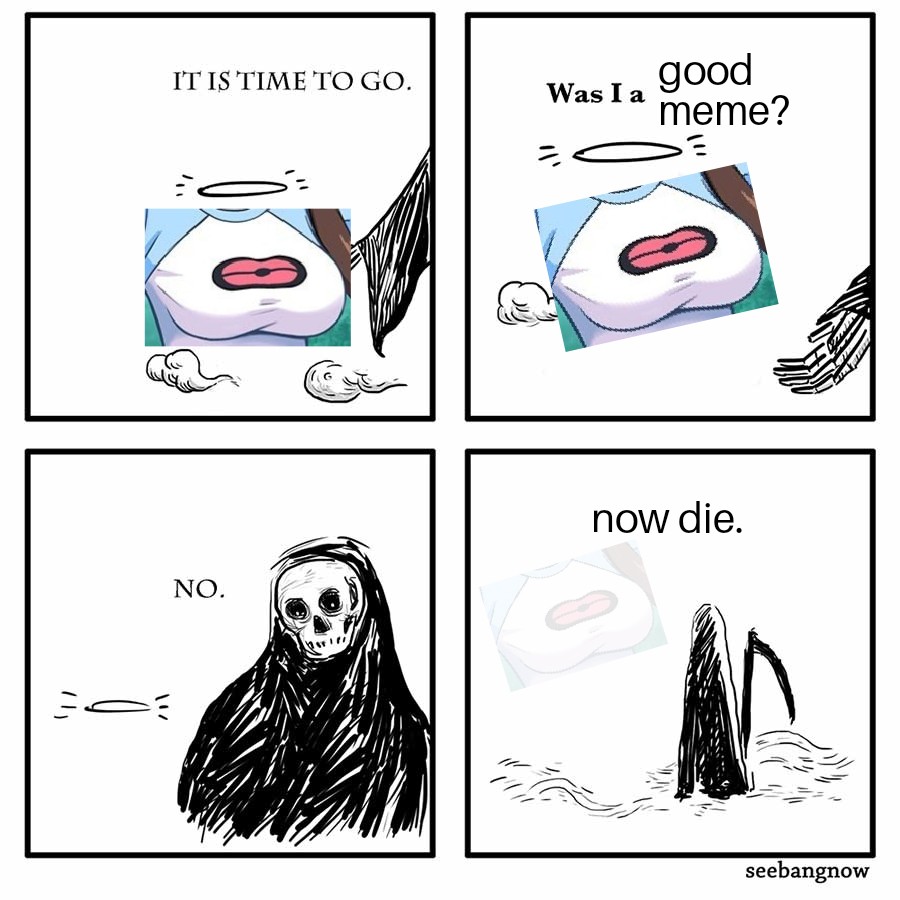 IT IS TIME TO GO.
Was I a good
meme?
NO.
now die.
seebangnow